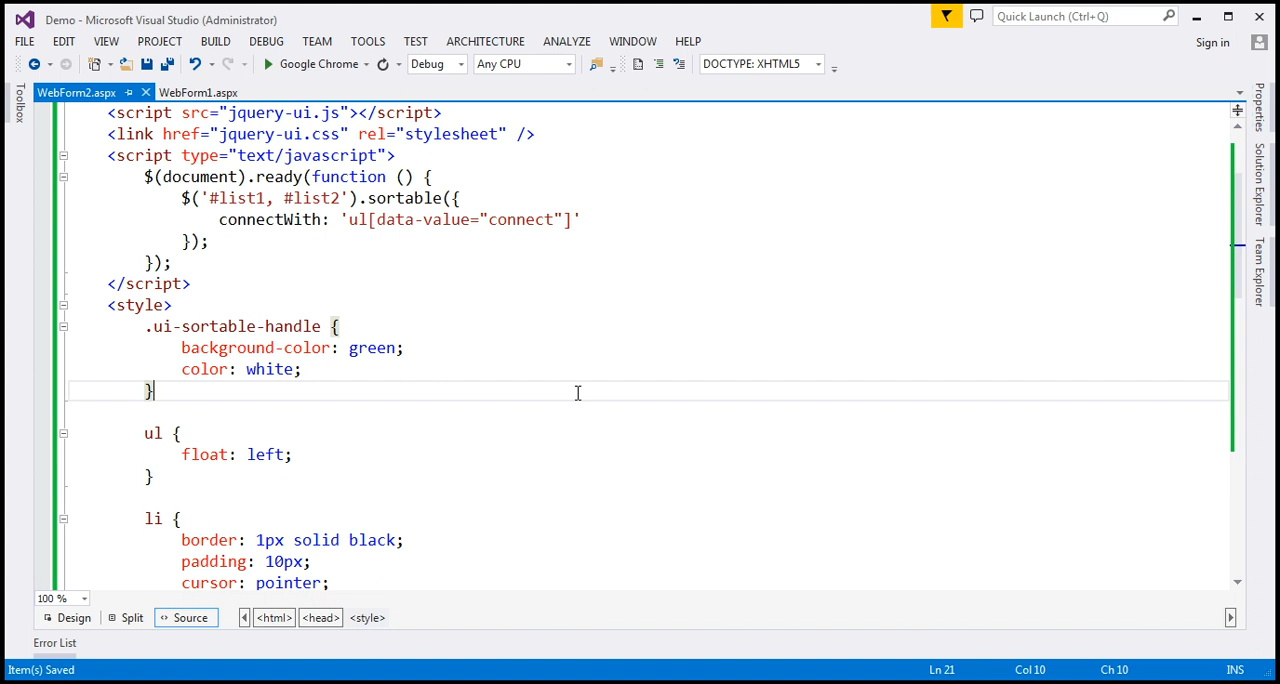 Demo - Microsoft Visual Studio (Administrator)
Quick Launch (Ctrl+Q)
FILE EDIT VIEW PROJECT BUILD DEBUG TEAM TOOLS TEST ARCHITECTURE ANALYZE WINDOW HELP
Sign in
Google Chrome Debug Any CPU DOCTYPE: XHTML5
Toolbox
WebForm2.aspx WebForm1.aspx
<script src="jquery-ui.js"></script>
<link href="jquery-ui.css" rel="stylesheet" />
<script type="text/javascript">
$(document).ready(function () {
$('#list1, #list2').sortable({
connectWith: 'ul[data-value="connect"]'
});
});
</script>
<style>
.ui-sortable-handle {
background-color: green;
color: white;
}
ul {
float: left;
}
li {
border: 1px solid black;
padding: 10px;
cursor: pointer;
Properties
Solution Explorer
Team Explorer
100 %
Design Split Source <html> <head> <style>
Error List
Item(s) Saved Ln 21 Col 10 Ch 10 INS